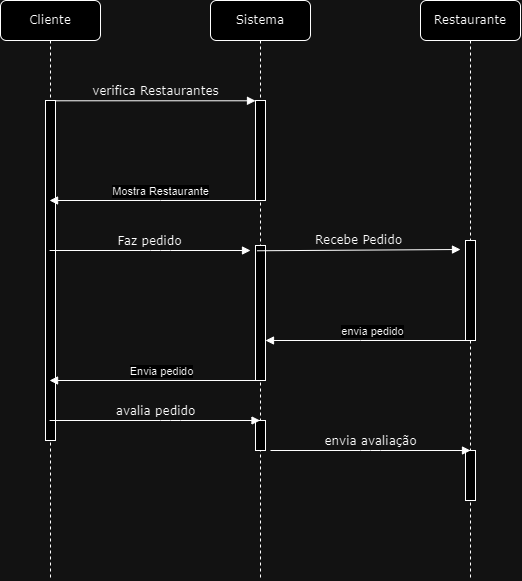 Cliente
Sistema
Restaurante
verifica Restaurantes
Mostra Restaurante
Faz pedido
Recebe Pedido
envia pedido
Envia pedido
avalia pedido
envia avaliação